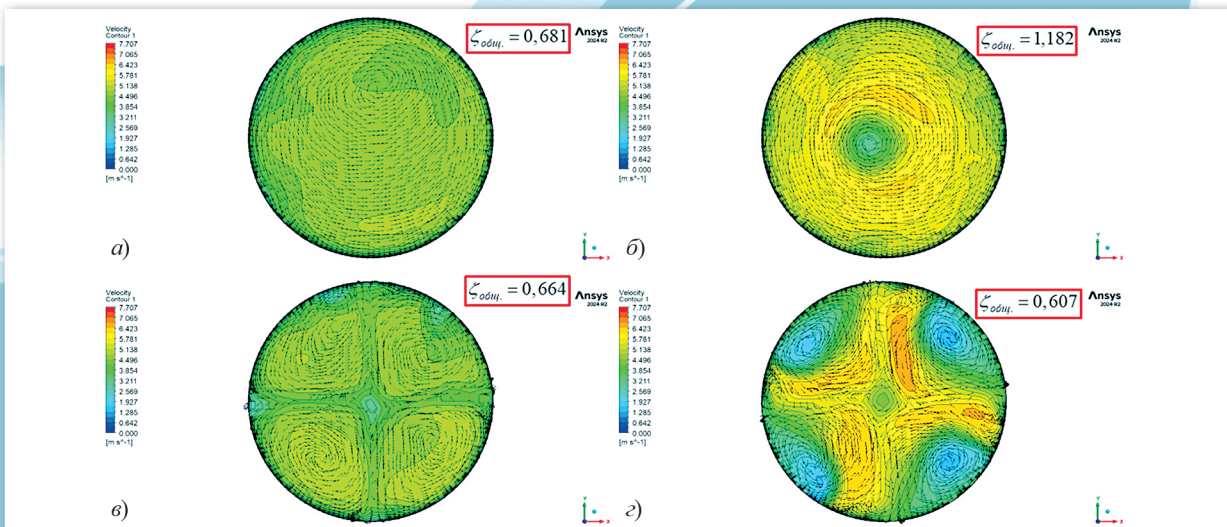 Velocity
Contour 1
7.707
7.065
6.423
5.780
5.138
4.496
3.854
3.211
2.569
1.927
1.285
0.642
0.000
[m s^-1]
ζобщ. = 0,681
Ansys
2024 R2
а)
Y
X
Velocity
Contour 1
7.707
7.065
6.423
5.780
5.138
4.496
3.854
3.211
2.569
1.927
1.285
0.642
0.000
[m s^-1]
ζобщ. = 1,182
Ansys
2024 R2
б)
Y
X
Velocity
Contour 1
7.707
7.065
6.423
5.780
5.138
4.496
3.854
3.211
2.569
1.927
1.285
0.642
0.000
[m s^-1]
ζобщ. = 0,664
Ansys
2024 R2
в)
Y
X
Velocity
Contour 1
7.707
7.065
6.423
5.780
5.138
4.496
3.854
3.211
2.569
1.927
1.285
0.642
0.000
[m s^-1]
ζобщ. = 0,607
Ansys
2024 R2
г)
Y
X